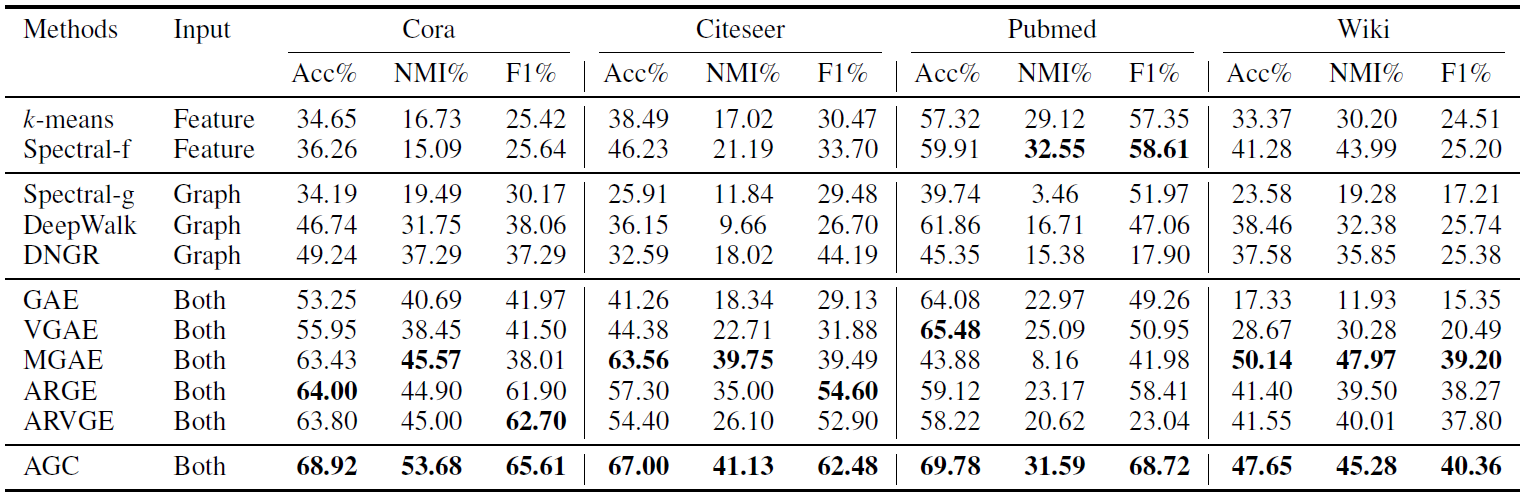 Methods Input Cora Citeseer Pubmed Wiki
Acc% NMI% F1% Acc% NMI% F1% Acc% NMI% F1% Acc% NMI% F1%
k-means Feature 34.65 16.73 25.42 38.49 17.02 30.47 57.32 29.12 57.35 33.37 30.20 24.51
Spectral-f Feature 36.26 15.09 25.64 46.23 21.19 33.70 59.91 32.55 58.61 41.28 43.99 25.20
Spectral-g Graph 34.19 19.49 30.17 25.91 11.84 29.48 39.74 3.46 51.97 23.58 19.28 17.21
DeepWalk Graph 46.74 31.75 38.06 36.15 9.66 26.70 61.86 16.71 47.06 38.46 32.38 25.74
DNGR Graph 49.24 37.29 37.29 32.59 18.02 44.19 45.35 15.38 17.90 37.58 35.85 25.38
GAE Both 53.25 40.69 41.97 41.26 18.34 29.13 64.08 22.97 49.26 17.33 11.93 15.35
VGAE Both 55.95 38.45 41.50 44.38 22.71 31.88 65.48 25.09 50.95 28.67 30.28 20.49
MGAE Both 63.43 45.57 38.01 63.56 39.75 39.49 43.88 8.16 41.98 50.14 47.97 39.20
ARGE Both 64.00 44.90 61.90 57.30 35.00 54.60 59.12 23.17 58.41 41.40 39.50 38.27
ARVGE Both 63.80 45.00 62.70 54.40 26.10 52.90 58.22 20.62 23.04 41.55 40.01 37.80
AGC Both 68.92 53.68 65.61 67.00 41.13 62.48 69.78 31.59 68.72 47.65 45.28 40.36